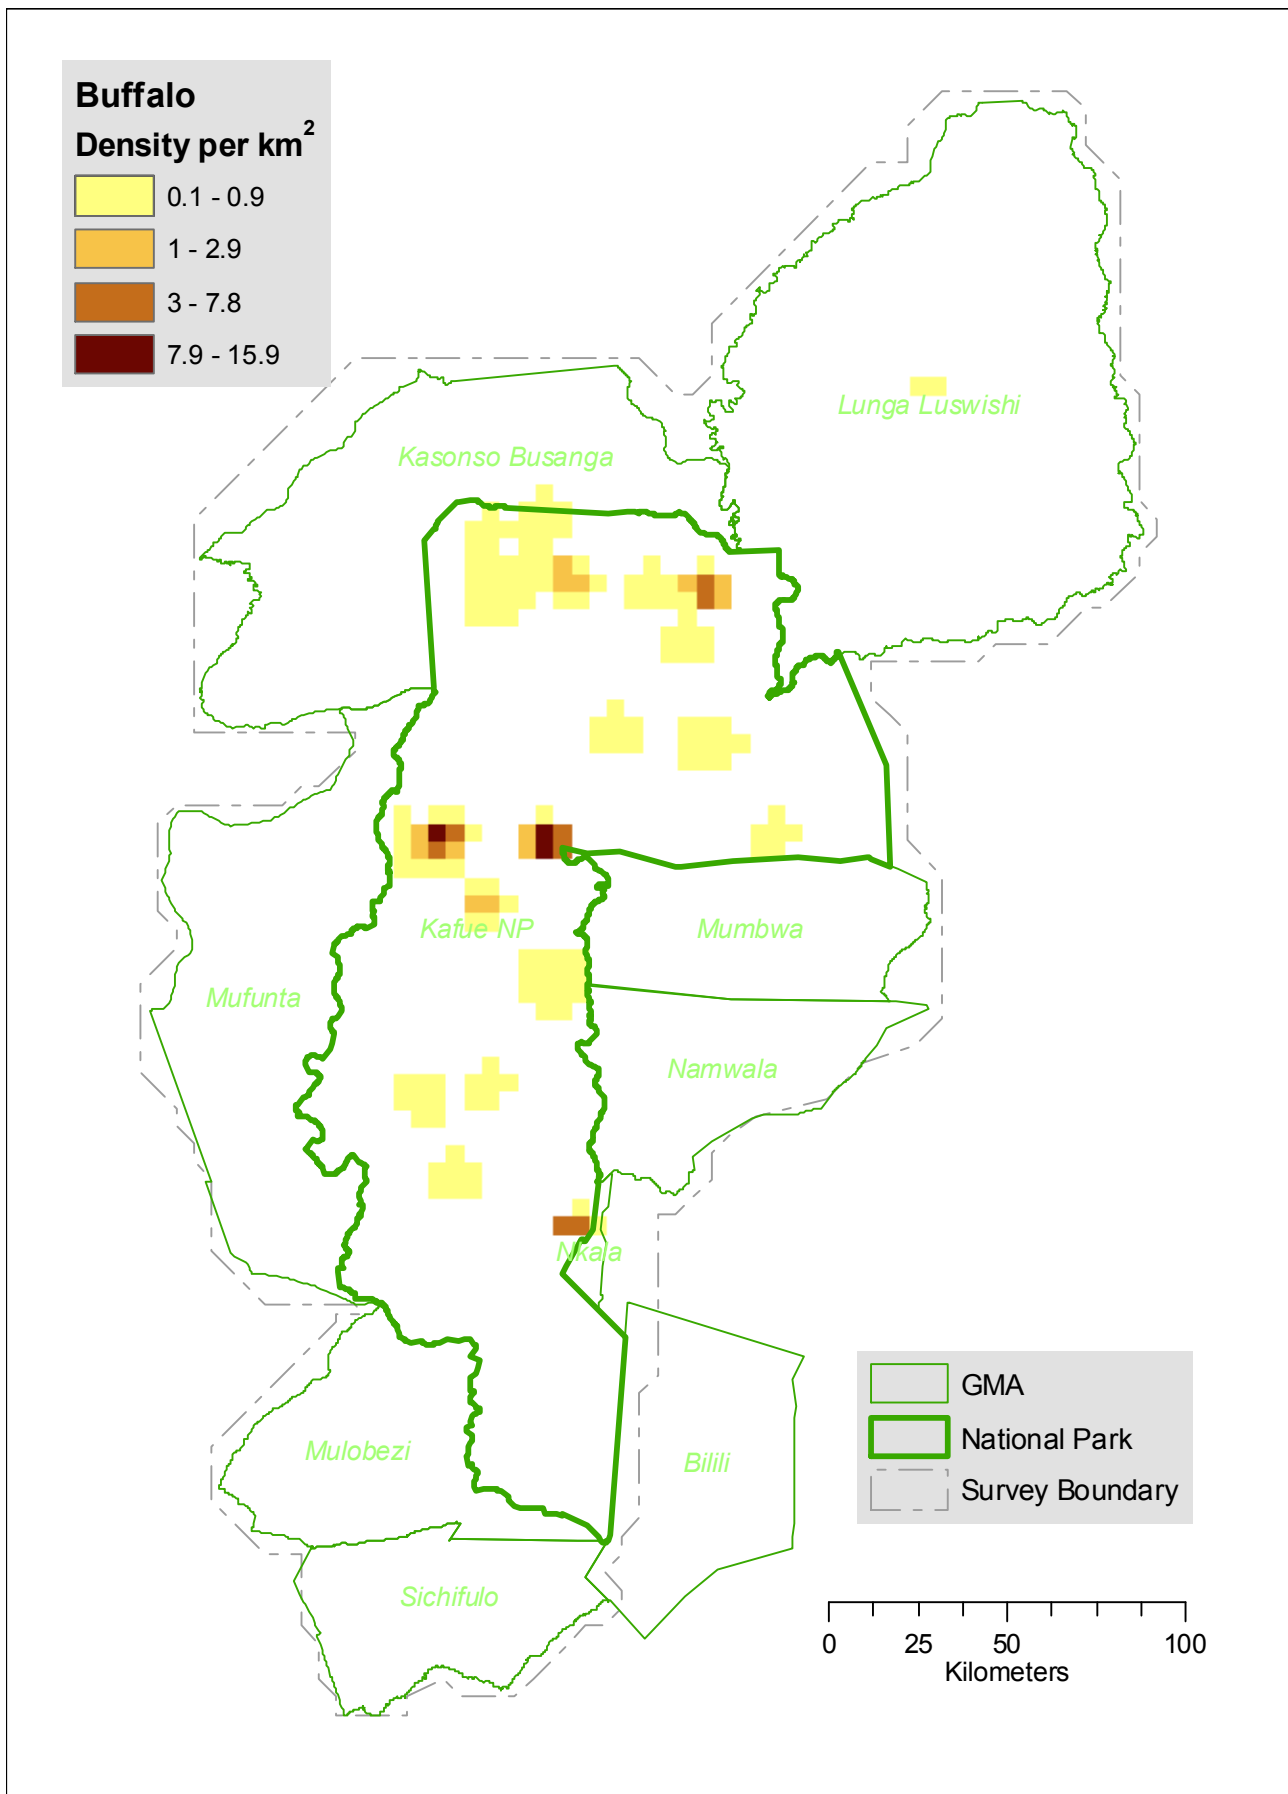 Buffalo
Density per km²
0.1 - 0.9
1 - 2.9
3 - 7.8
7.9 - 15.9
Lunga Luswishi
Kasonso Busanga
Kafue NP
Mumbwa
Mufunta
Namwala
Nkala
GMA
National Park
Survey Boundary
Mulobezi
Bilili
Sichifulo
0 25 50 100
Kilometers